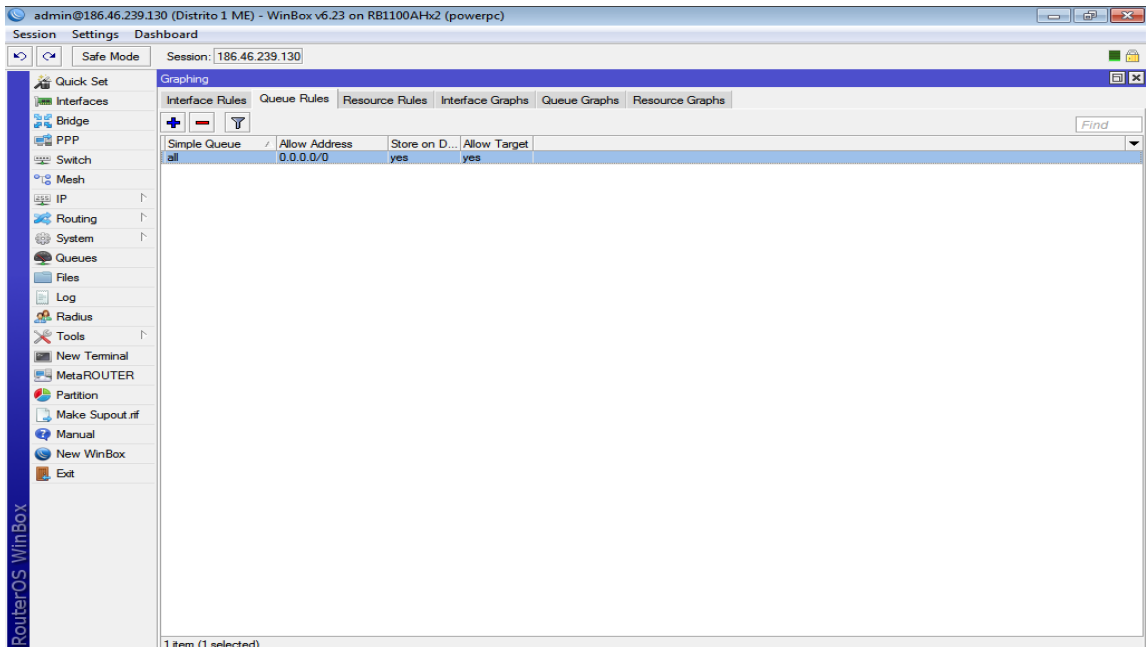 admin@186.46.239.130 (Distrito 1 ME) - WinBox v6.23 on RB1100AHx2 (powerpc)
Session Settings Dashboard
Safe Mode Session: 186.46.239.130
Quick Set
Interfaces
Bridge
PPP
Switch
Mesh
IP
Routing
System
Queues
Files
Log
Radius
Tools
New Terminal
MetaROUTER
Partition
Make Supout.rif
Manual
New WinBox
Exit
RouterOS WinBox
Graphing
Interface Rules Queue Rules Resource Rules Interface Graphs Queue Graphs Resource Graphs
Find
Simple Queue Allow Address Store on D... Allow Target
all 0.0.0.0/0 yes yes
1 item (1 selected)